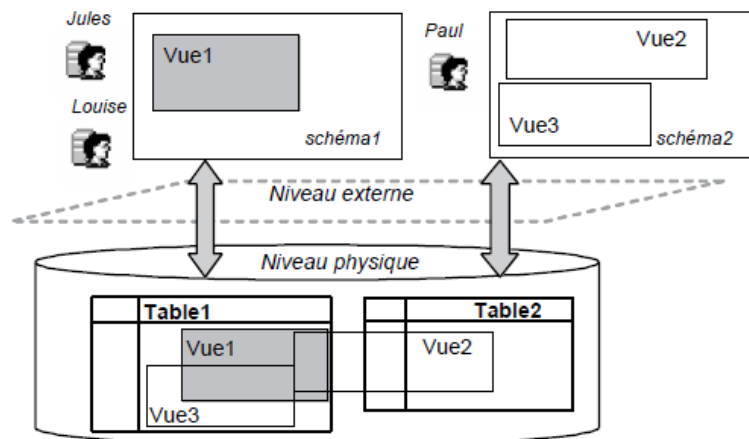 Jules
Vue1
Louise
schéma1
Paul
Vue2
Vue3
schéma2
Niveau externe
Niveau physique
Table1
Vue1
Vue3
Table2
Vue2